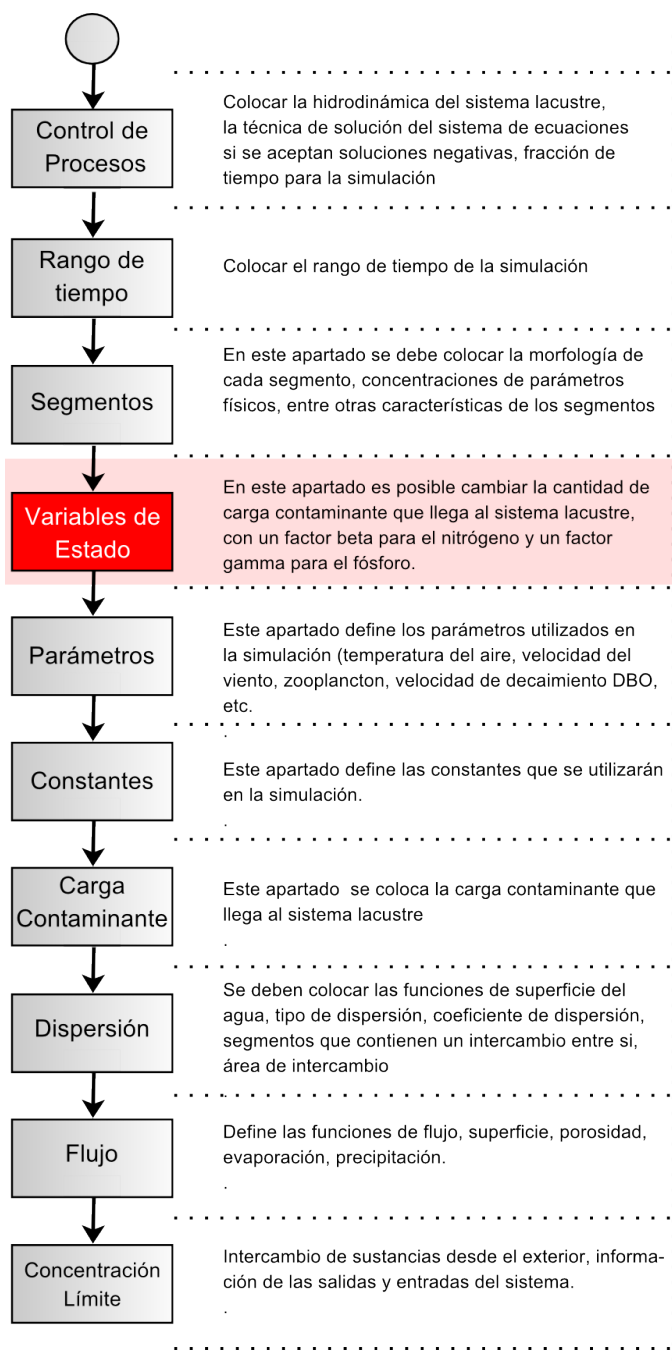 Control de
Procesos
Colocar la hidrodinámica del sistema lacustre,
la técnica de solución del sistema de ecuaciones
si se aceptan soluciones negativas, fracción de
tiempo para la simulación
Rango de
tiempo
Colocar el rango de tiempo de la simulación
Segmentos
En este apartado se debe colocar la morfología de
cada segmento, concentraciones de parámetros
físicos, entre otras características de los segmentos
Variables de
Estado
En este apartado es posible cambiar la cantidad de
carga contaminante que llega al sistema lacustre,
con un factor beta para el nitrógeno y un factor
gamma para el fósforo.
Parámetros
Este apartado define los parámetros utilizados en
la simulación (temperatura del aire, velocidad del
viento, zooplancton, velocidad de decaimiento DBO,
etc.
.
Constantes
Este apartado define las constantes que se utilizarán
en la simulación.
.
Carga
Contaminante
Este apartado  se coloca la carga contaminante que
llega al sistema lacustre
.
Dispersión
Se deben colocar las funciones de superficie del
agua, tipo de dispersión, coeficiente de dispersión,
segmentos que contienen un intercambio entre si,
área de intercambio
.
Flujo
Define las funciones de flujo, superficie, porosidad,
evaporación, precipitación.
.
Concentración
Límite
Intercambio de sustancias desde el exterior, informa-
ción de las salidas y entradas del sistema.
.